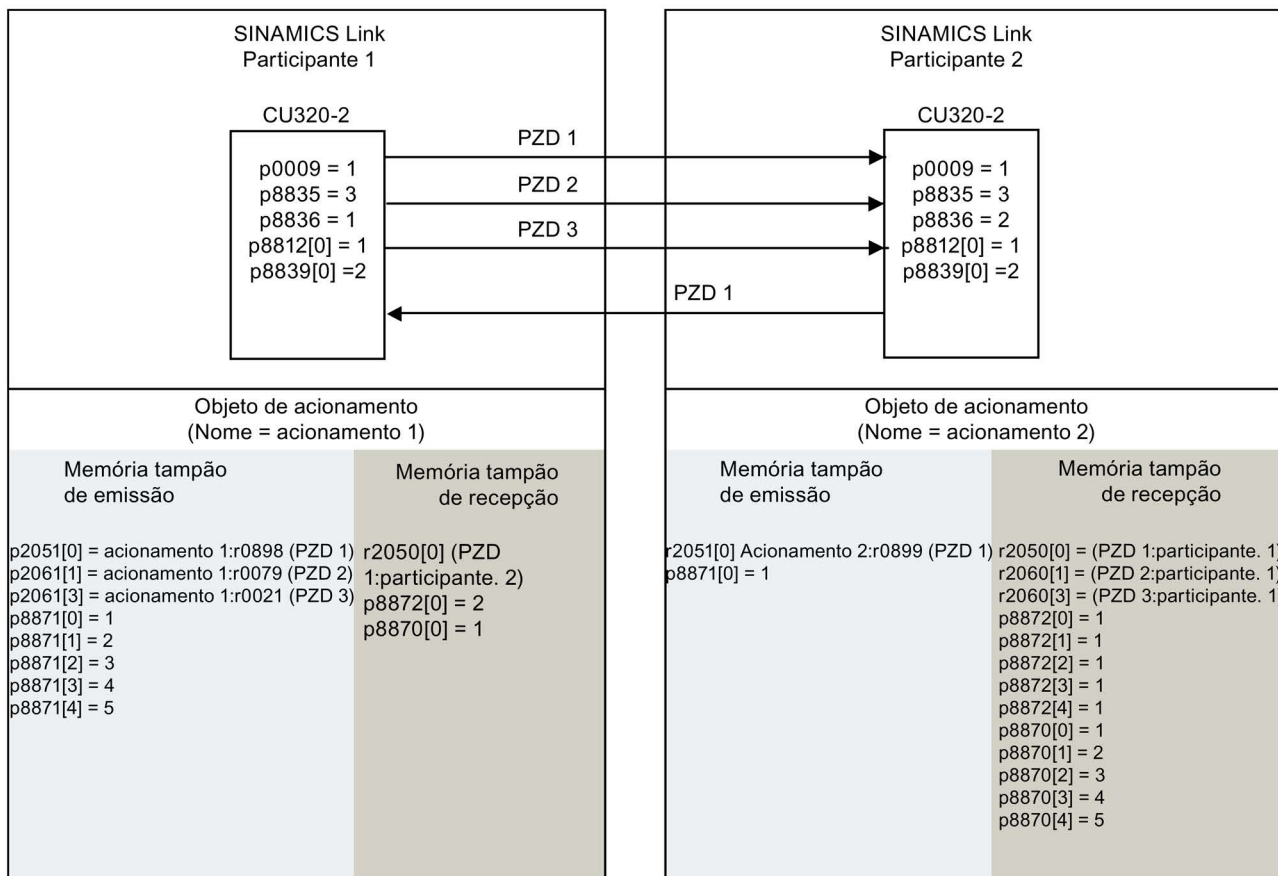 SINAMICS Link
Participante 1
CU320-2
p0009 = 1
p8835 = 3
p8836 = 1
p8812[0] = 1
p8839[0] =2
PZD 1
PZD 2
PZD 3
PZD 1
SINAMICS Link
Participante 2
CU320-2
p0009 = 1
p8835 = 3
p8836 = 2
p8812[0] = 1
p8839[0] =2
Objeto de acionamento
(Nome = acionamento 1)
Memória tampão
de emissão
p2051[0] = acionamento 1:r0898 (PZD 1)
p2061[1] = acionamento 1:r0079 (PZD 2)
p2061[3] = acionamento 1:r0021 (PZD 3)
p8871[0] = 1
p8871[1] = 2
p8871[2] = 3
p8871[3] = 4
p8871[4] = 5
Memória tampão
de recepção
r2050[0] (PZD
1:participante. 2)
p8872[0] = 2
p8870[0] = 1
Objeto de acionamento
(Nome = acionamento 2)
Memória tampão
de emissão
r2051[0] Acionamento 2:r0899 (PZD 1)
p8871[0] = 1
Memória tampão
de recepção
r2050[0] = (PZD 1:participante. 1)
r2060[1] = (PZD 2:participante. 1)
r2060[3] = (PZD 3:participante. 1)
p8872[0] = 1
p8872[1] = 1
p8872[2] = 1
p8872[3] = 1
p8872[4] = 1
p8870[0] = 1
p8870[1] = 2
p8870[2] = 3
p8870[3] = 4
p8870[4] = 5